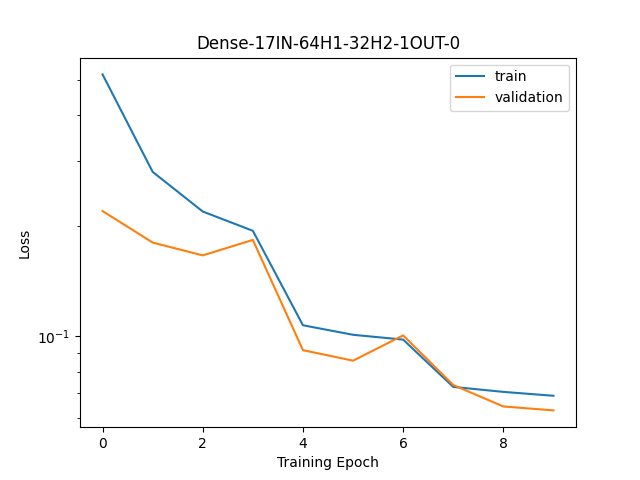 Dense-17IN-64H1-32H2-1OUT-0
train
validation
Loss
10⁻¹
0 2 4 6 8
Training Epoch